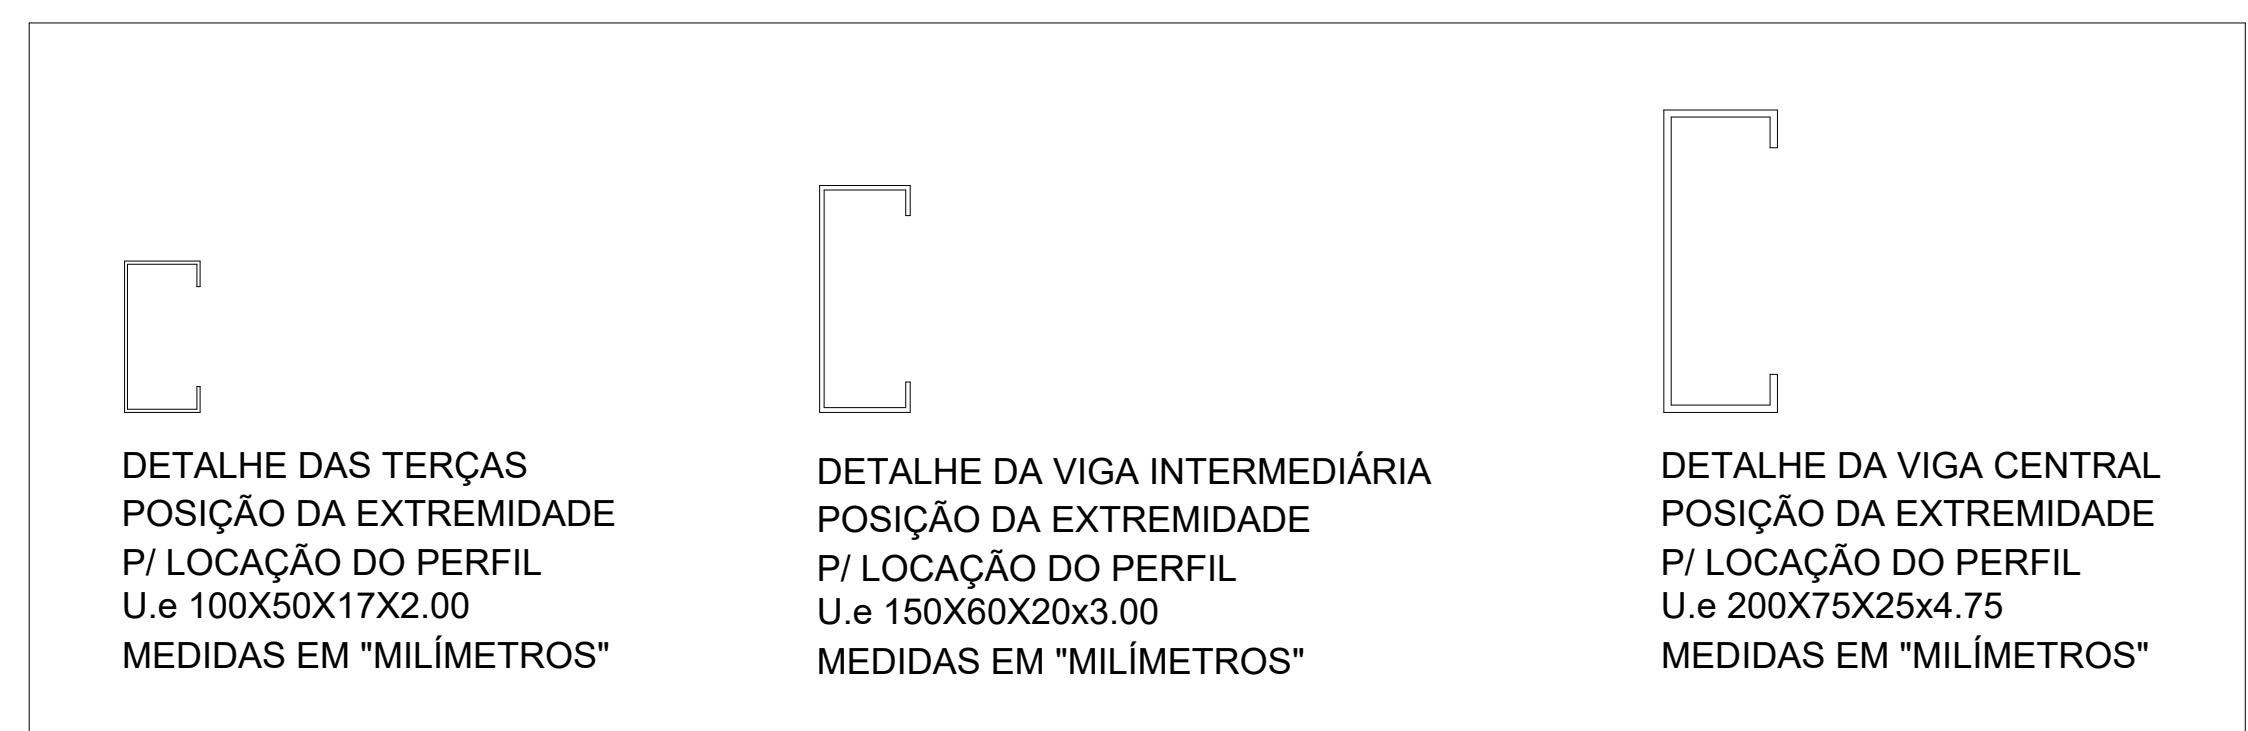 DETALHE DAS TERÇAS
POSIÇÃO DA EXTREMIDADE
P/ LOCAÇÃO DO PERFIL
U.e 100X50X17X2.00
MEDIDAS EM "MILÍMETROS"
DETALHE DA VIGA INTERMEDIÁRIA
POSIÇÃO DA EXTREMIDADE
P/ LOCAÇÃO DO PERFIL
U.e 150X60X20x3.00
MEDIDAS EM "MILÍMETROS"
DETALHE DA VIGA CENTRAL
POSIÇÃO DA EXTREMIDADE
P/ LOCAÇÃO DO PERFIL
U.e 200X75X25x4.75
MEDIDAS EM "MILÍMETROS"